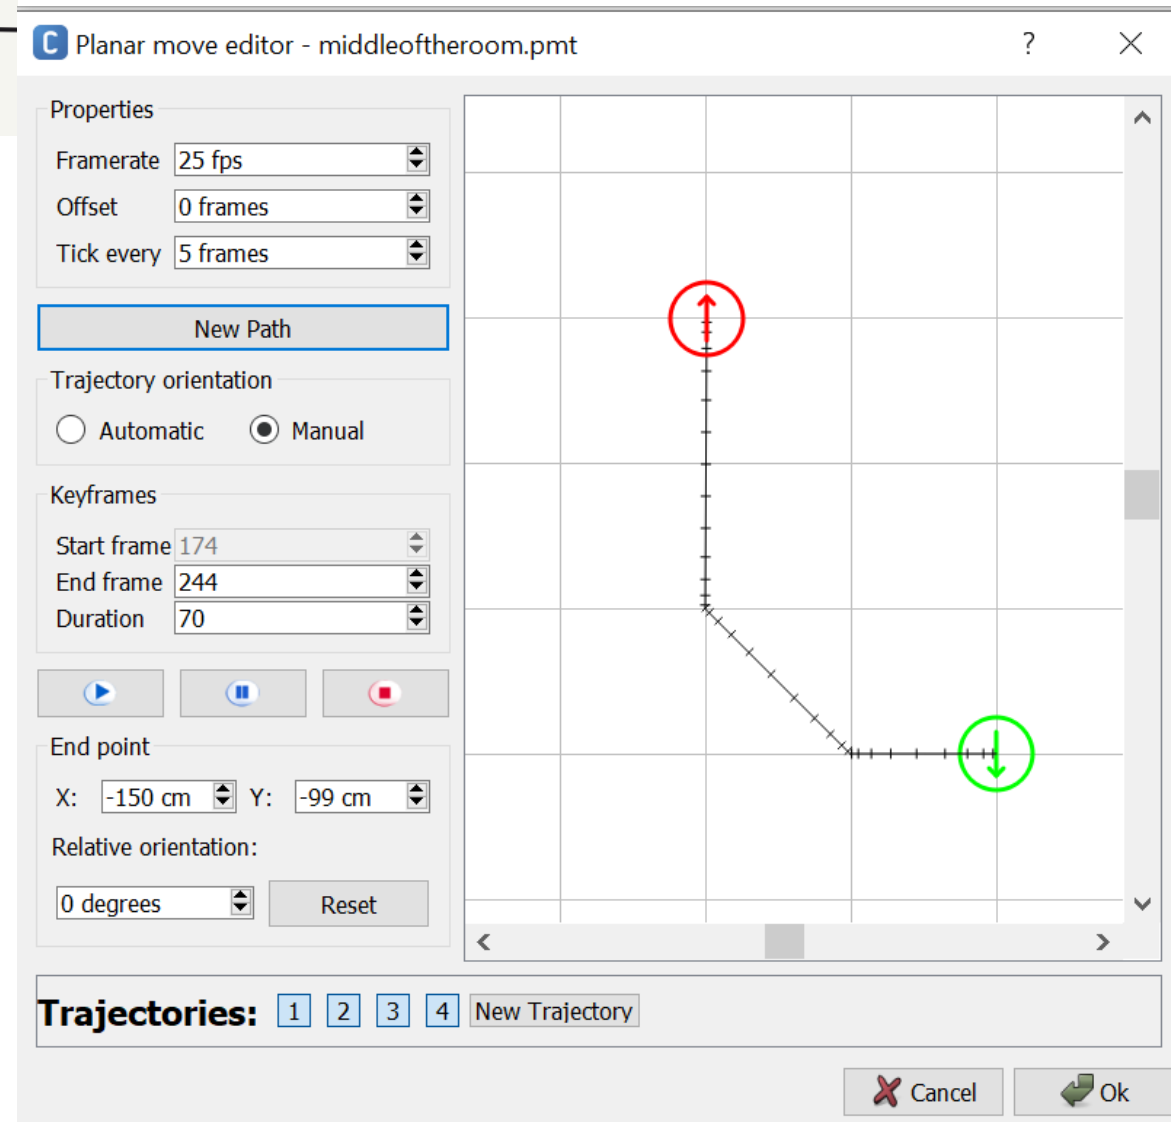 C Planar move editor - middleoftheroom.pmt ?
Properties
Framerate 25 fps
Offset 0 frames
Tick every 5 frames
New Path
Trajectory orientation
Automatic Manual
Keyframes
Start frame 174
End frame 244
Duration 70
End point
X: -150 cm Y: -99 cm
Relative orientation:
0 degrees Reset
Trajectories: 1 2 3 4 New Trajectory
Cancel Ok